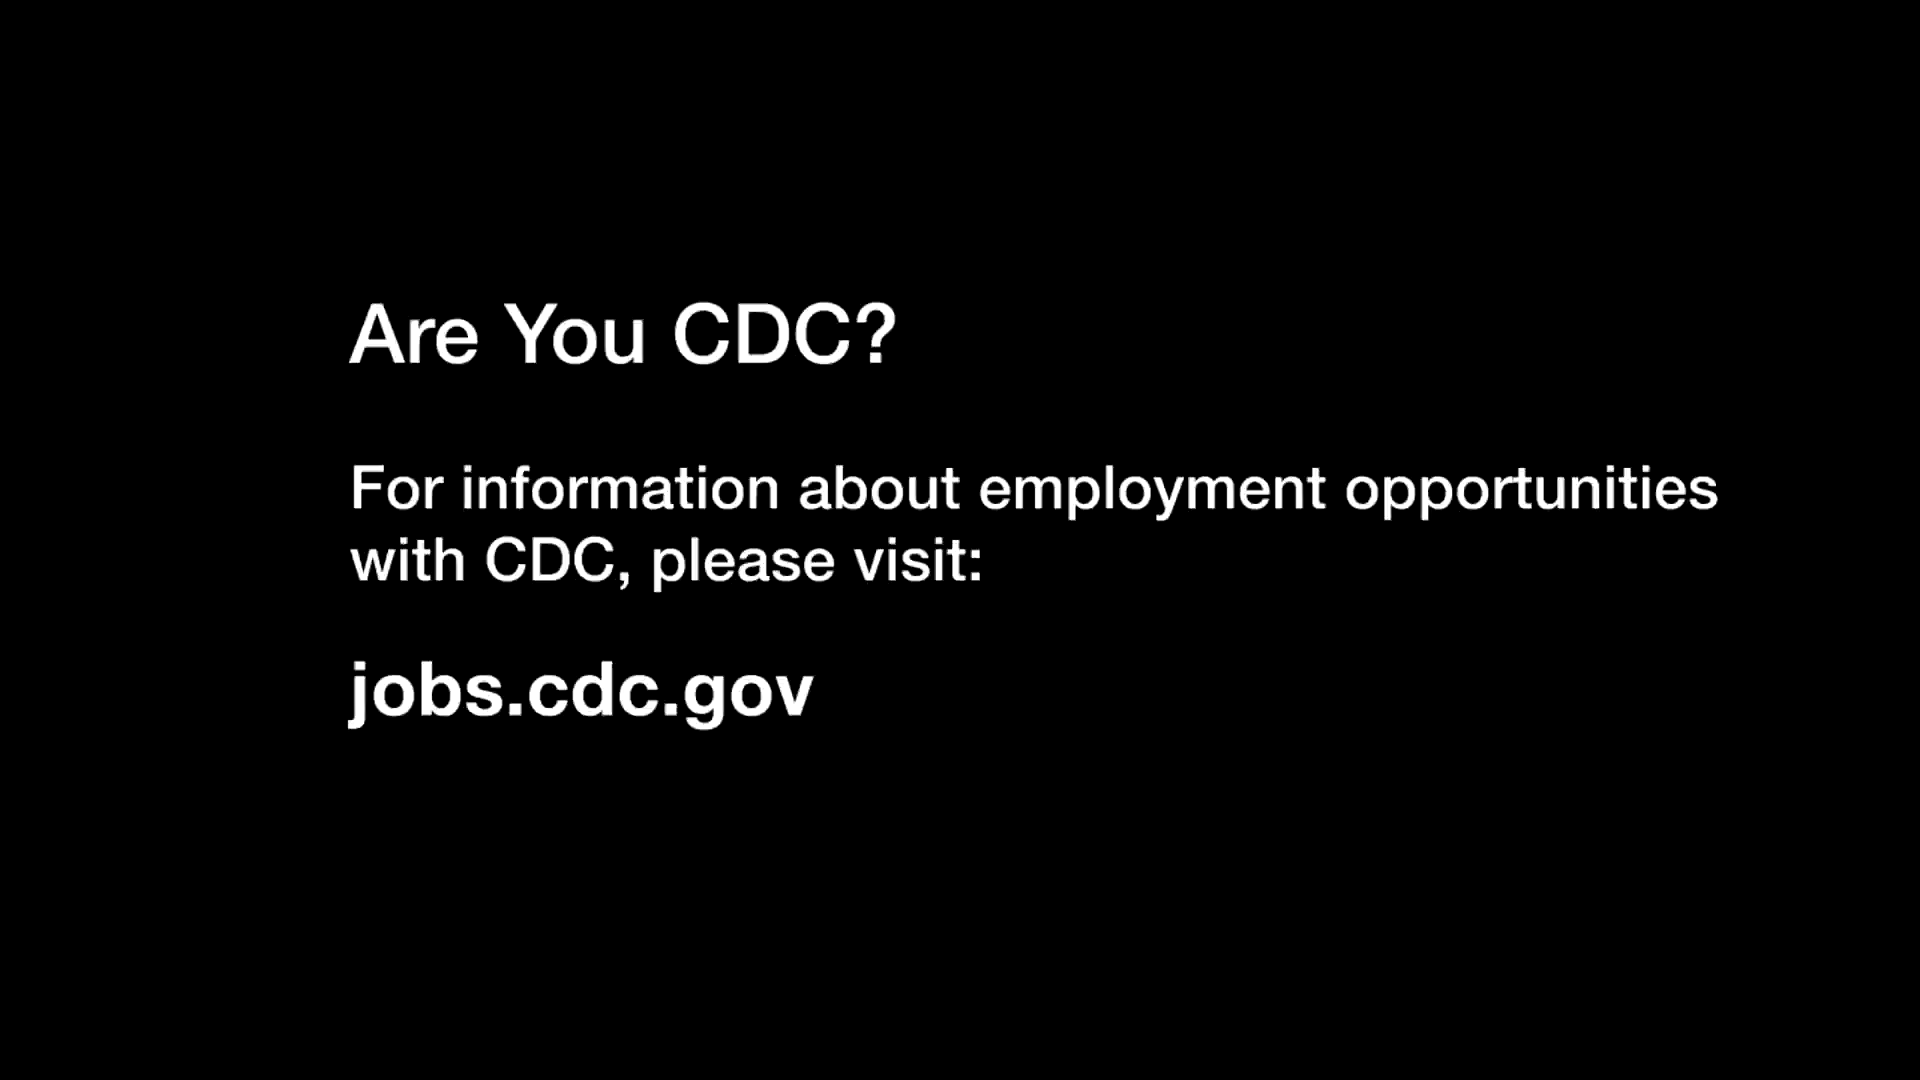 Are You CDC?
For information about employment opportunities
with CDC, please visit:
jobs.cdc.gov